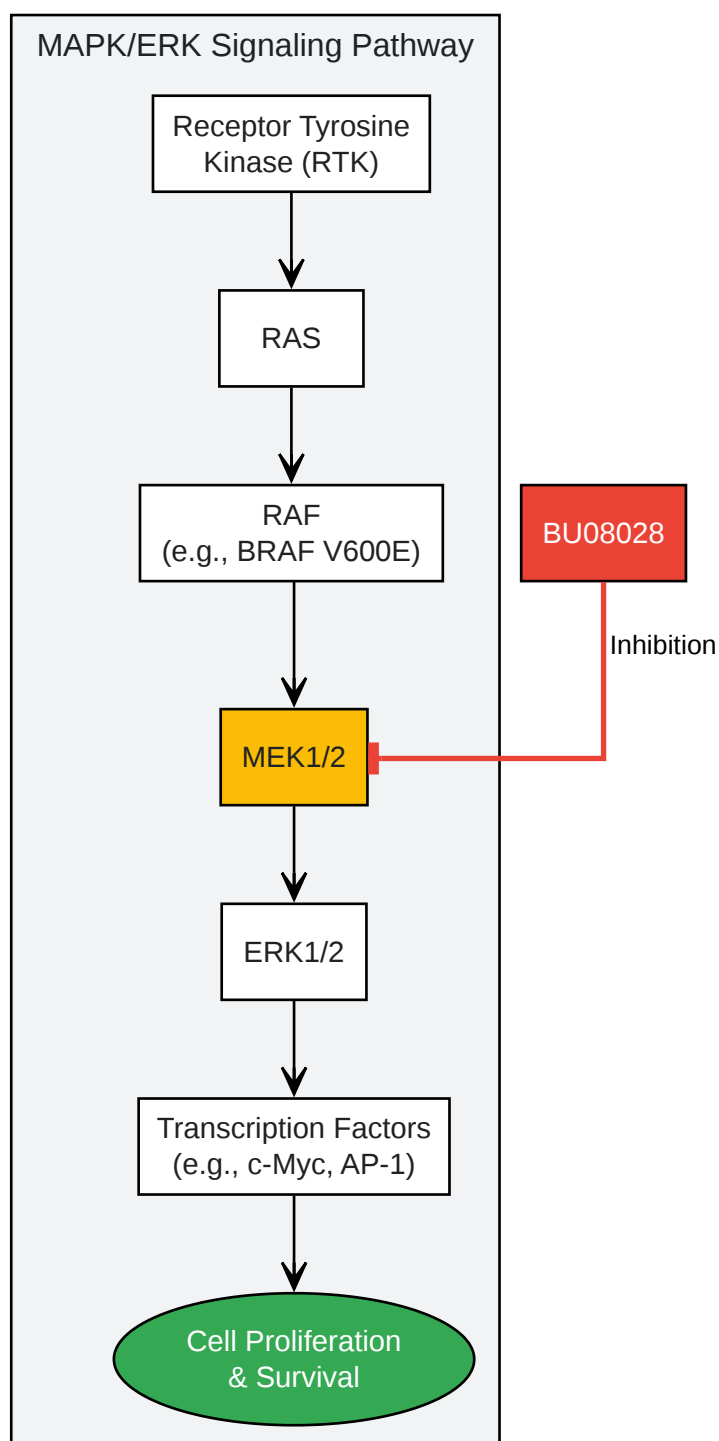 MAPK/ERK Signaling Pathway
Receptor Tyrosine
Kinase (RTK)
RAS
RAF
(e.g., BRAF V600E)
BU08028
Inhibition
MEK1/2
ERK1/2
Transcription Factors
(e.g., c-Myc, AP-1)
Cell Proliferation
& Survival